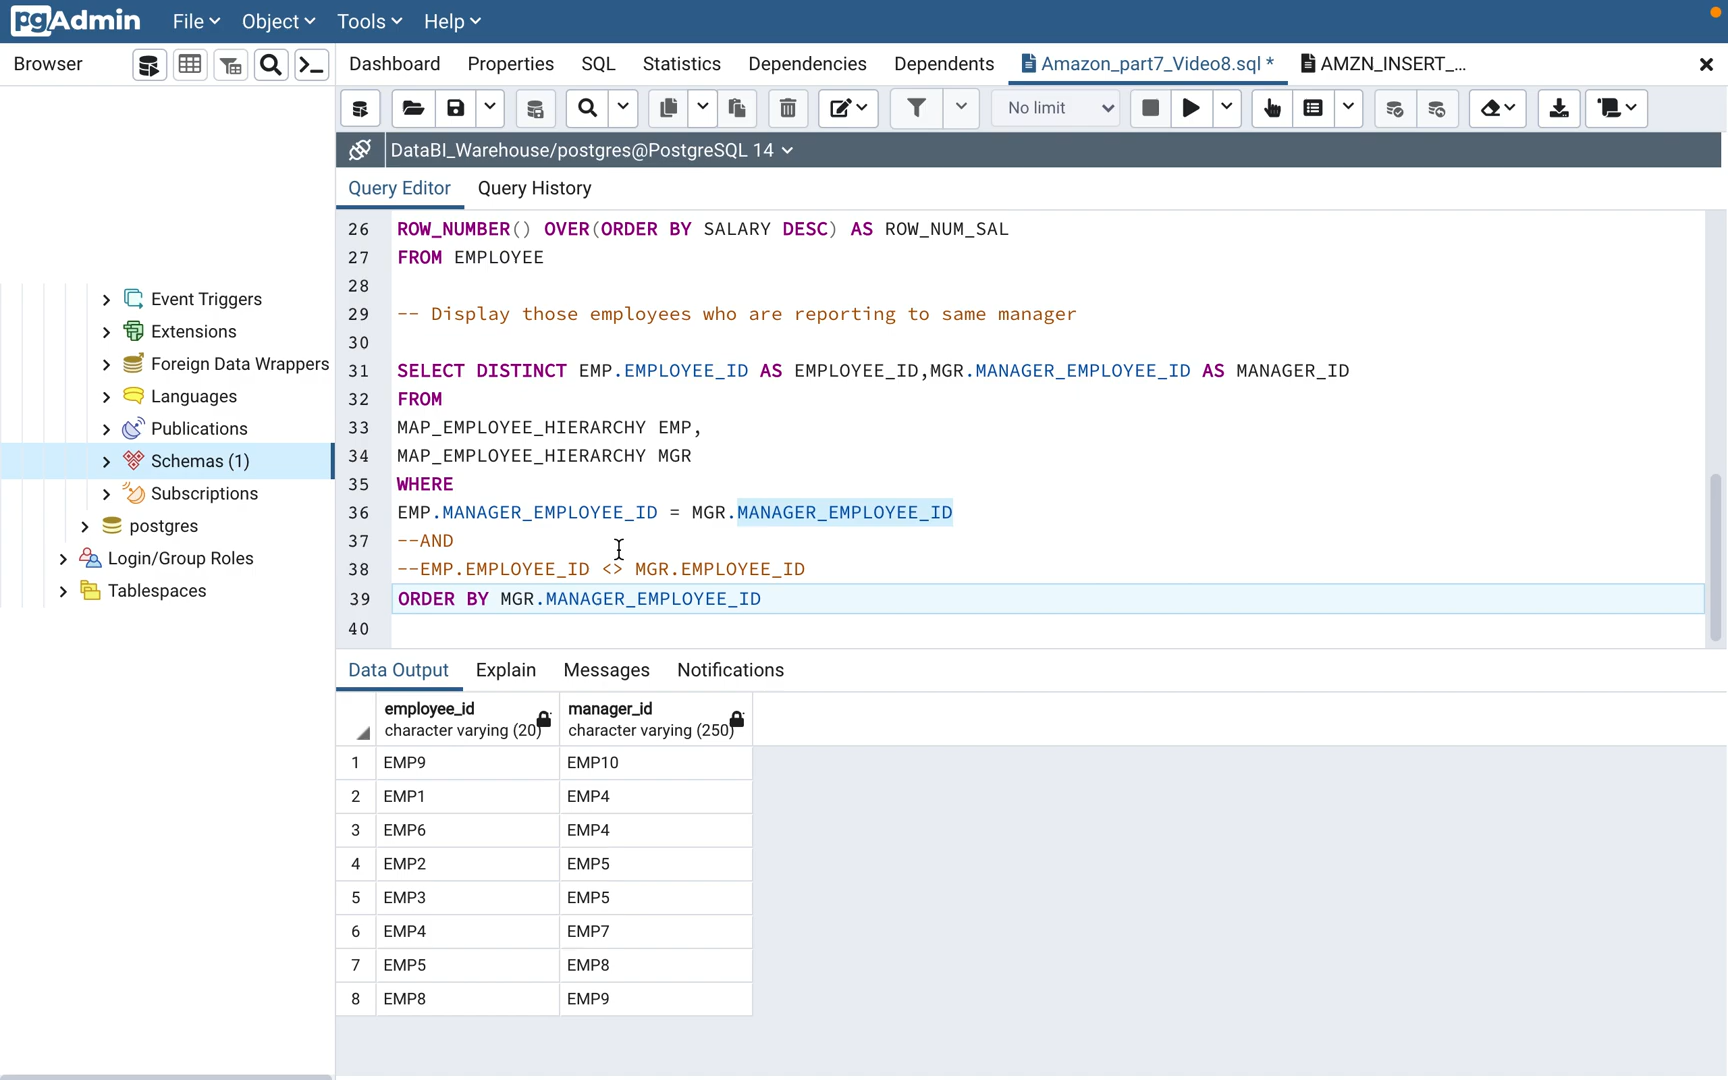 pgAdmin File Object Tools Help
Browser Dashboard Properties SQL Statistics Dependencies Dependents Amazon_part7_Video8.sql * AMZN_INSERT_...
No limit
DataBI_Warehouse/postgres@PostgreSQL 14
Query Editor Query History
Event Triggers
Extensions
Foreign Data Wrappers
Languages
Publications
Schemas (1)
Subscriptions
postgres
Login/Group Roles
Tablespaces
26 ROW_NUMBER() OVER(ORDER BY SALARY DESC) AS ROW_NUM_SAL
27 FROM EMPLOYEE
28
29 -- Display those employees who are reporting to same manager
30
31 SELECT DISTINCT EMP.EMPLOYEE_ID AS EMPLOYEE_ID,MGR.MANAGER_EMPLOYEE_ID AS MANAGER_ID
32 FROM
33 MAP_EMPLOYEE_HIERARCHY EMP,
34 MAP_EMPLOYEE_HIERARCHY MGR
35 WHERE
36 EMP.MANAGER_EMPLOYEE_ID = MGR.MANAGER_EMPLOYEE_ID
37 --AND
38 --EMP.EMPLOYEE_ID <> MGR.EMPLOYEE_ID
39 ORDER BY MGR.MANAGER_EMPLOYEE_ID
40
Data Output Explain Messages Notifications
employee_id manager_id
character varying (20) character varying (250)
1 EMP9 EMP10
2 EMP1 EMP4
3 EMP6 EMP4
4 EMP2 EMP5
5 EMP3 EMP5
6 EMP4 EMP7
7 EMP5 EMP8
8 EMP8 EMP9